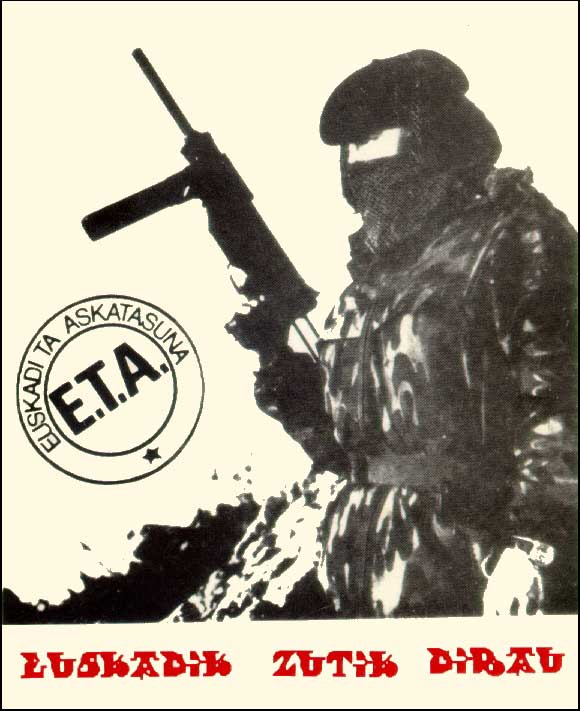 EUSKADI TA ASKATASUNA
E.T.A.
EUSKADIK ZUTIK DIRAU